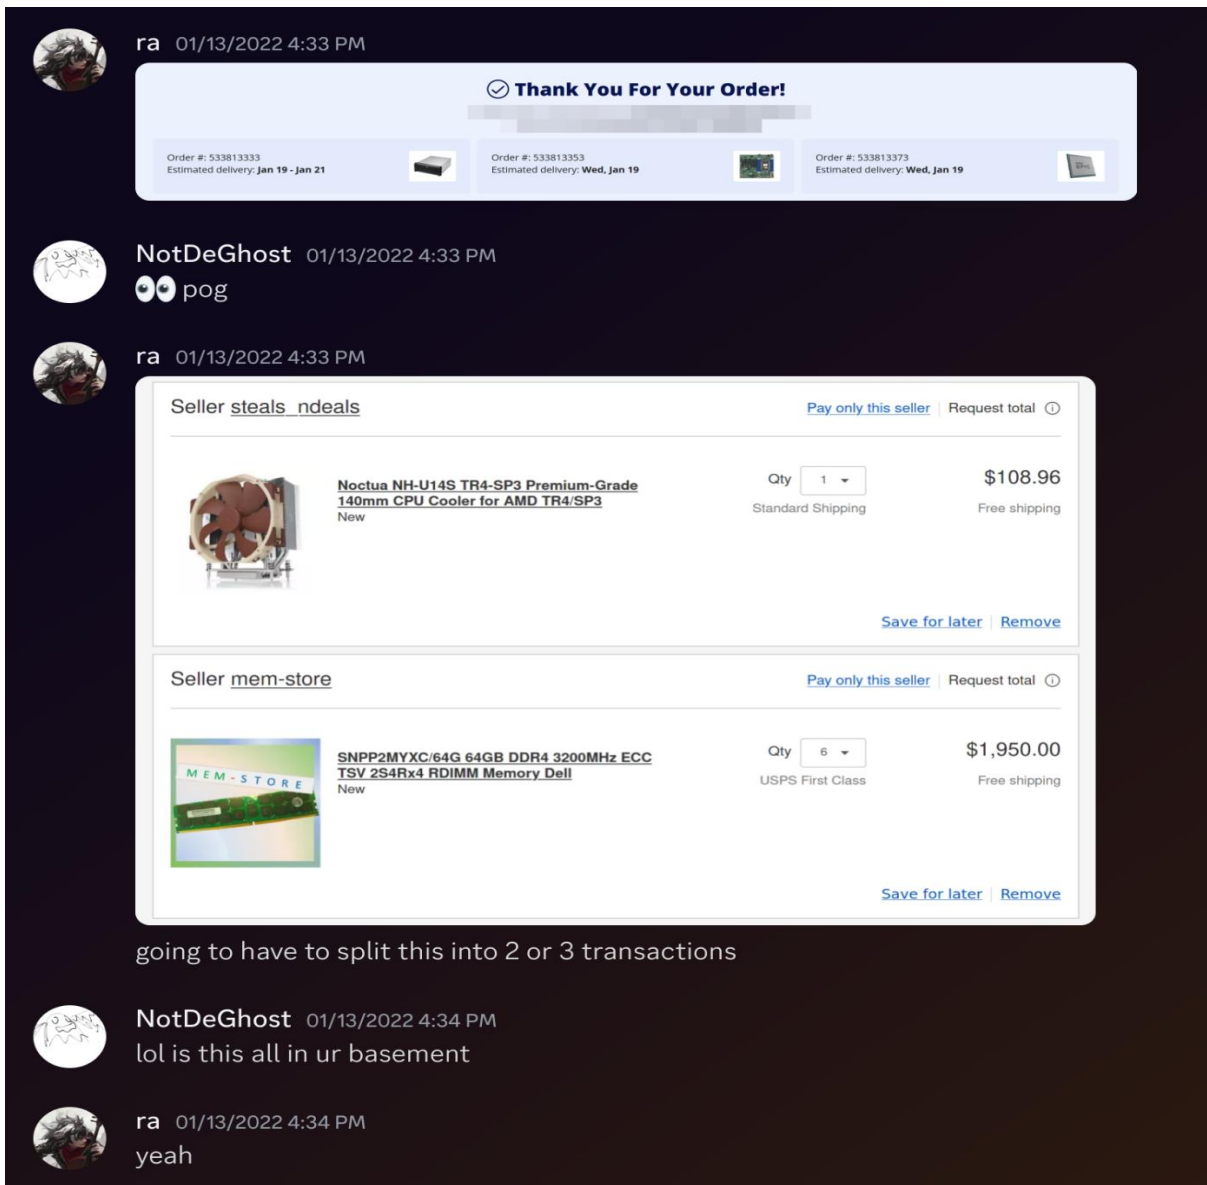 ra 01/13/2022 4:33 PM
Thank You For Your Order!
Order #: 533813333
Estimated delivery: Jan 19 - Jan 21
Order #: 533813353
Estimated delivery: Wed, Jan 19
Order #: 533813373
Estimated delivery: Wed, Jan 19
NotDeGhost 01/13/2022 4:33 PM
👀 pog
ra 01/13/2022 4:33 PM
Seller steals_ndeals Pay only this seller Request total
Noctua NH-U14S TR4-SP3 Premium-Grade
140mm CPU Cooler for AMD TR4/SP3
New
Qty 1 $108.96
Standard Shipping Free shipping
Save for later Remove
Seller mem-store Pay only this seller Request total
MEM-STORE
SNPP2MYXC/64G 64GB DDR4 3200MHz ECC
TSV 2S4Rx4 RDIMM Memory Dell
New
Qty 6 $1,950.00
USPS First Class Free shipping
Save for later Remove
going to have to split this into 2 or 3 transactions
NotDeGhost 01/13/2022 4:34 PM
lol is this all in ur basement
ra 01/13/2022 4:34 PM
yeah